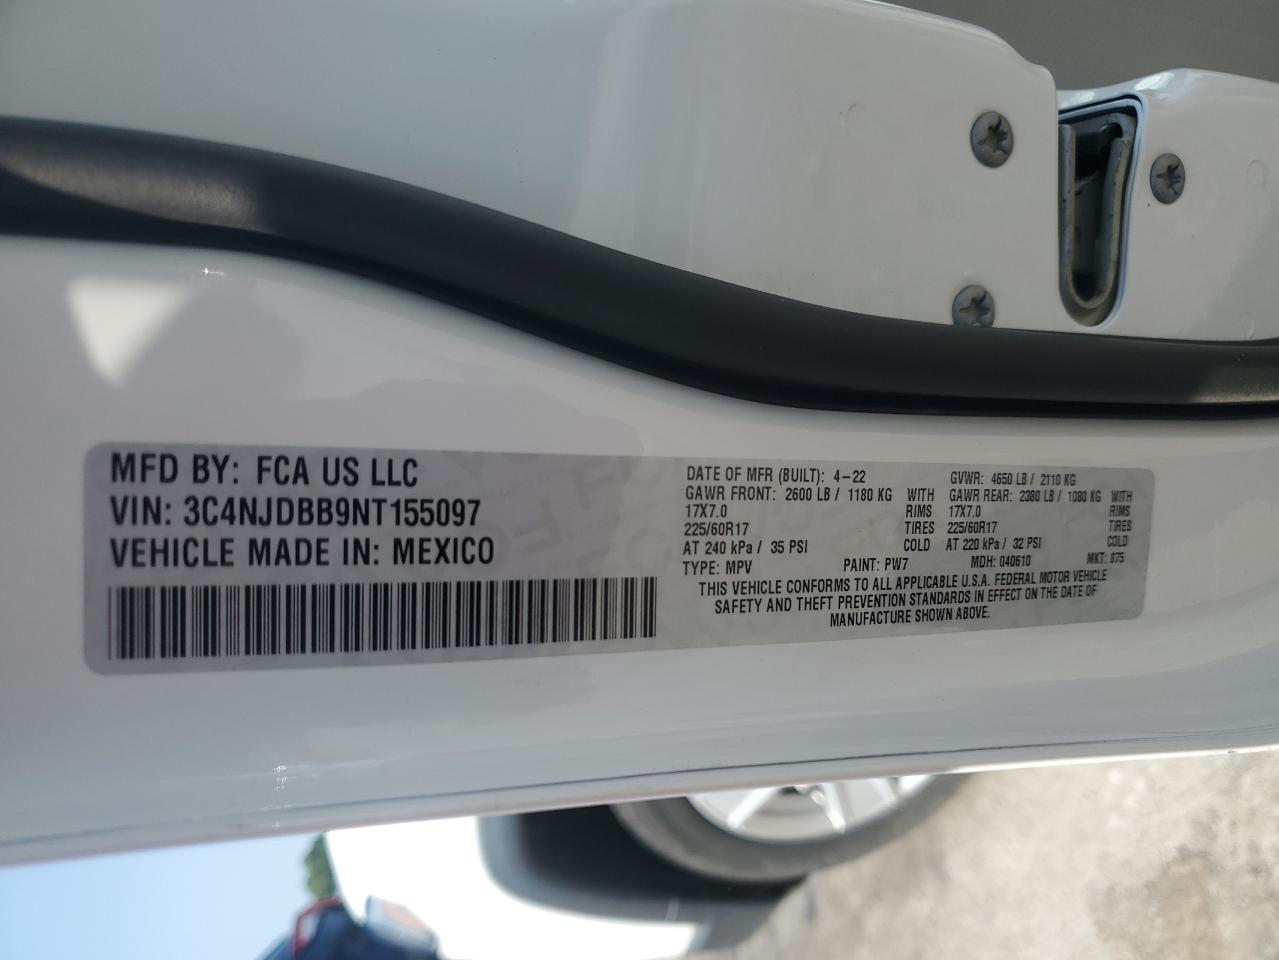 MFD BY: FCA US LLC
VIN: 3C4NJDBB9NT155097
VEHICLE MADE IN: MEXICO
DATE OF MFR (BUILT): 4-22 GVWR: 4650 LB / 2110 KG
GAWR FRONT: 2600 LB / 1180 KG WITH GAWR REAR: 2380 LB / 1080 KG WITH
17X7.0 RIMS 17X7.0 RIMS
225/60R17 TIRES 225/60R17 TIRES
AT 240 kPa / 35 PSI COLD AT 220 kPa / 32 PSI COLD
TYPE: MPV PAINT: PW7 MDH: 040610 MKT: 875
THIS VEHICLE CONFORMS TO ALL APPLICABLE U.S.A. FEDERAL MOTOR VEHICLE
SAFETY AND THEFT PREVENTION STANDARDS IN EFFECT ON THE DATE OF
MANUFACTURE SHOWN ABOVE.